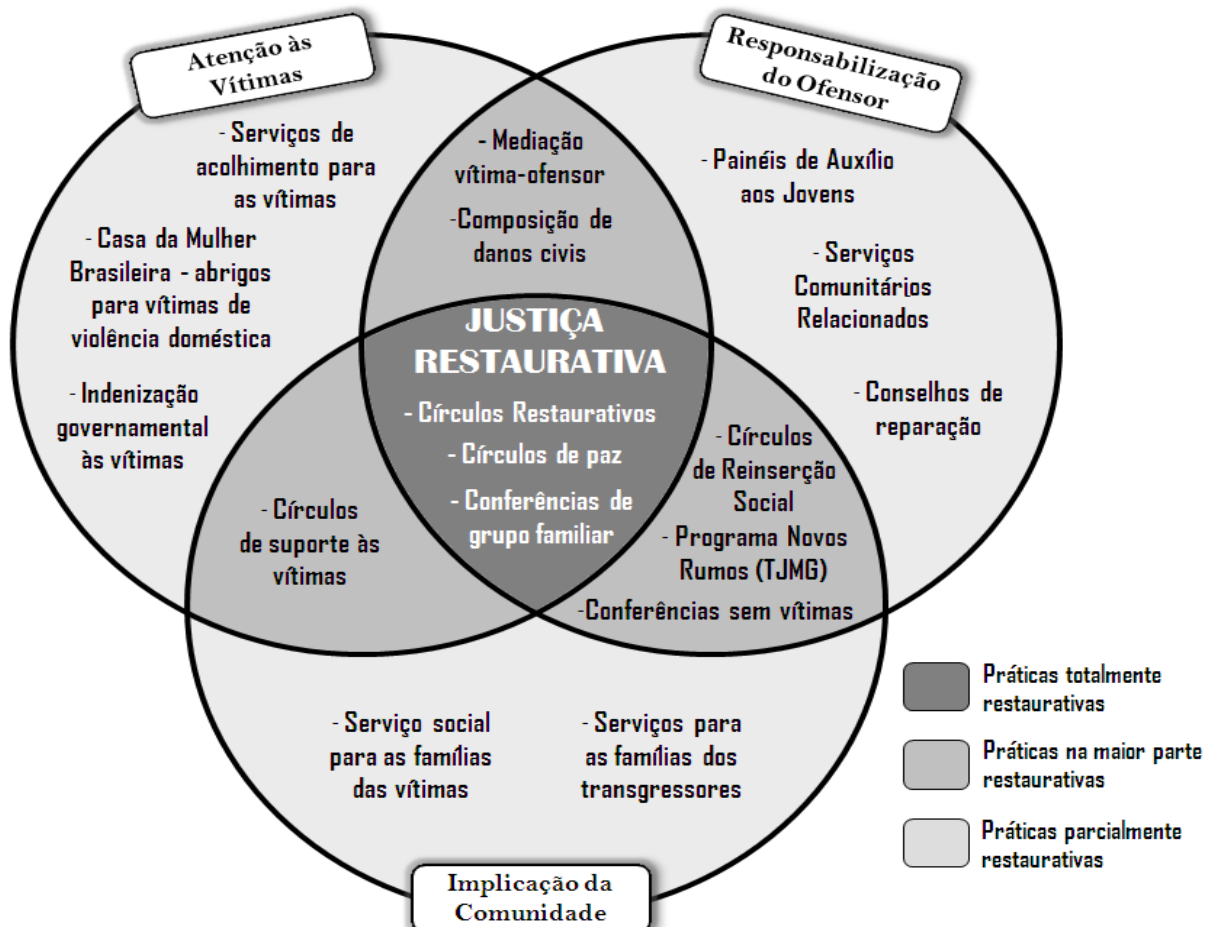 Atenção às
Vítimas
Responsabilização
do Ofensor
- Serviços de
acolhimento para
as vítimas
- Casa da Mulher
Brasileira - abrigos
para vítimas de
violência doméstica
- Indenização
governamental
às vítimas
- Mediação
vítima-ofensor
-Composição de
danos civis
- Painéis de Auxílio
aos Jovens
- Serviços
Comunitários
Relacionados
- Conselhos de
reparação
JUSTIÇA
RESTAURATIVA
- Círculos Restaurativos
- Círculos de paz
- Conferências de
grupo familiar
- Círculos
de suporte às
vítimas
- Círculos
de Reinserção
Social
- Programa Novos
Rumos (TJMG)
-Conferências sem vítimas
- Serviço social
para as famílias
das vítimas
- Serviços para
as famílias dos
transgressores
Implicação da
Comunidade
Práticas totalmente
restaurativas
Práticas na maior parte
restaurativas
Práticas parcialmente
restaurativas